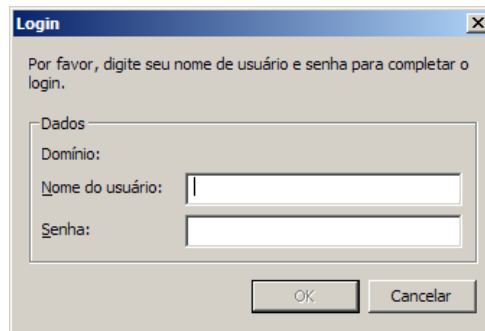 Login
Por favor, digite seu nome de usuário e senha para completar o
login.
Dados
Domínio:
Nome do usuário:
Senha:
OK
Cancelar